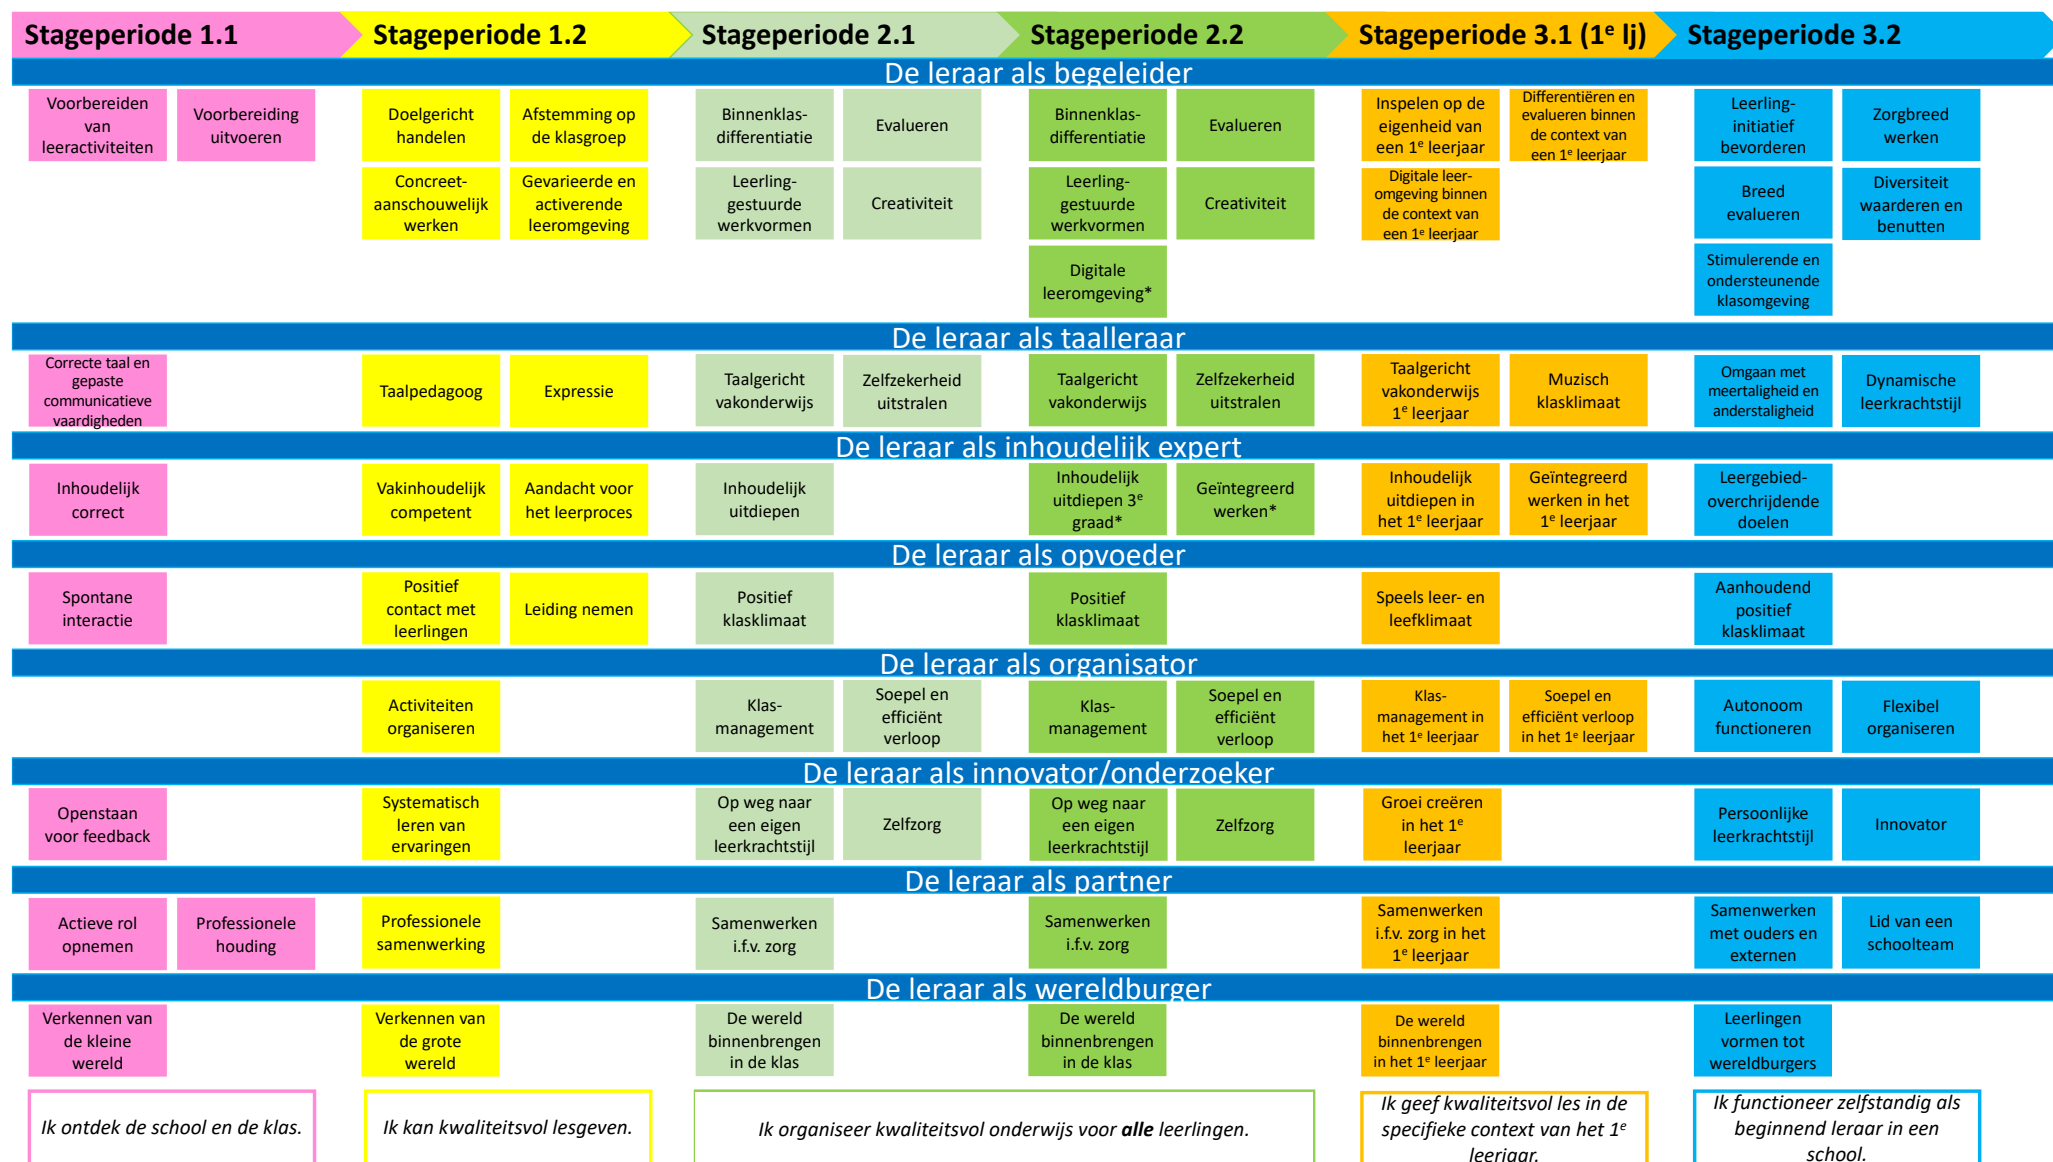 Stageperiode 1.1
Stageperiode 1.2
Stageperiode 2.1
Stageperiode 2.2
Stageperiode 3.1 (1e lj)
Stageperiode 3.2
De leraar als begeleider
Voorbereiden
van
leeractiviteiten
Voorbereiding
uitvoeren
Doelgericht
handelen
Afstemming op
de klasgroep
Binnenklas-
differentiatie
Evalueren
Binnenklas-
differentiatie
Evalueren
Inspelen op de
eigenheid van
een 1e leerjaar
Differentiëren en
evalueren binnen
de context van
een 1e leerjaar
Leerling-
initiatief
bevorderen
Zorgbreed
werken
Concreet-
aanschouwelijk
werken
Gevarieerde en
activerende
leeromgeving
Leerling-
gestuurde
werkvormen
Creativiteit
Leerling-
gestuurde
werkvormen
Creativiteit
Digitale leer-
omgeving binnen
de context van
een 1e leerjaar
Breed
evalueren
Diversiteit
waarderen en
benutten
Digitale
leeromgeving*
Stimulerende en
ondersteunende
klasomgeving
De leraar als taalleraar
Correcte taal en
gepaste
communicatieve
vaardigheden
Taalpedagoog
Expressie
Taalgericht
vakonderwijs
Zelfzekerheid
uitstralen
Taalgericht
vakonderwijs
Zelfzekerheid
uitstralen
Taalgericht
vakonderwijs
1e leerjaar
Muzisch
klasklimaat
Omgaan met
meertaligheid en
anderstaligheid
Dynamische
leerkrachtstijl
De leraar als inhoudelijk expert
Inhoudelijk
correct
Vakinhoudelijk
competent
Aandacht voor
het leerproces
Inhoudelijk
uitdiepen
Inhoudelijk
uitdiepen 3e
graad*
Geïntegreerd
werken*
Inhoudelijk
uitdiepen in
het 1e leerjaar
Geïntegreerd
werken in het
1e leerjaar
Leergebied-
overchrijdende
doelen
De leraar als opvoeder
Spontane
interactie
Positief
contact met
leerlingen
Leiding nemen
Positief
klasklimaat
Positief
klasklimaat
Speels leer- en
leefklimaat
Aanhoudend
positief
klasklimaat
De leraar als organisator
Activiteiten
organiseren
Klas-
management
Soepel en
efficiënt
verloop
Klas-
management
Soepel en
efficiënt
verloop
Klas-
management in
het 1e leerjaar
Soepel en
efficiënt verloop
in het 1e leerjaar
Autonoom
functioneren
Flexibel
organiseren
De leraar als innovator/onderzoeker
Openstaan
voor feedback
Systematisch
leren van
ervaringen
Op weg naar
een eigen
leerkrachtstijl
Zelfzorg
Op weg naar
een eigen
leerkrachtstijl
Zelfzorg
Groei creëren
in het 1e
leerjaar
Persoonlijke
leerkrachtstijl
Innovator
De leraar als partner
Actieve rol
opnemen
Professionele
houding
Professionele
samenwerking
Samenwerken
i.f.v. zorg
Samenwerken
i.f.v. zorg
Samenwerken
i.f.v. zorg in het
1e leerjaar
Samenwerken
met ouders en
externen
Lid van een
schoolteam
De leraar als wereldburger
Verkennen van
de kleine
wereld
Verkennen van
de grote
wereld
De wereld
binnenbrengen
in de klas
De wereld
binnenbrengen
in de klas
De wereld
binnenbrengen
in het 1e leerjaar
Leerlingen
vormen tot
wereldburgers
Ik ontdek de school en de klas.
Ik kan kwaliteitsvol lesgeven.
Ik organiseer kwaliteitsvol onderwijs voor alle leerlingen.
Ik geef kwaliteitsvol les in de
specifieke context van het 1e
leerjaar.
Ik functioneer zelfstandig als
beginnend leraar in een
school.